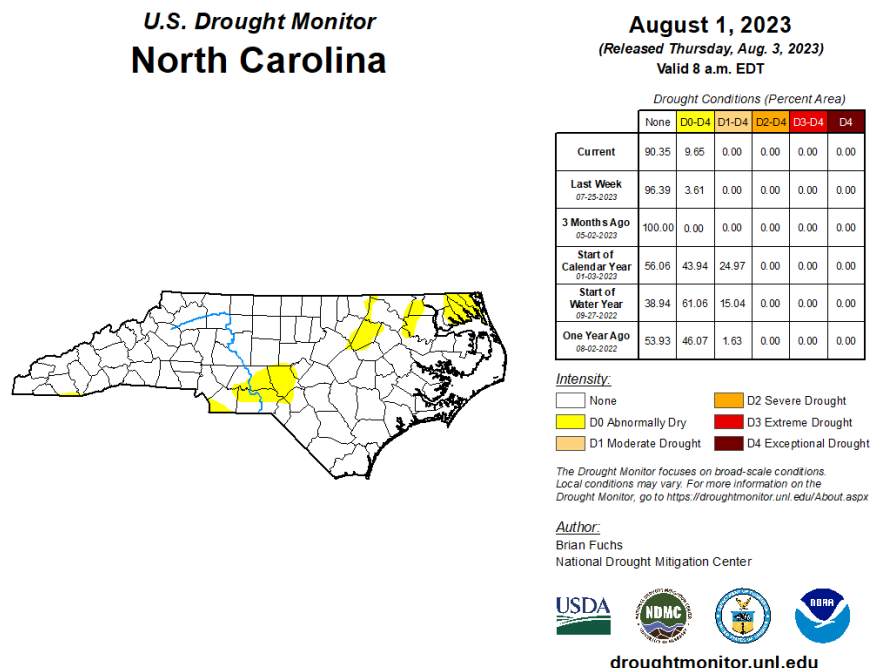 U.S. Drought Monitor
North Carolina
August 1, 2023
(Released Thursday, Aug. 3, 2023)
Valid 8 a.m. EDT
Drought Conditions (Percent Area)
None D0-D4 D1-D4 D2-D4 D3-D4 D4
Current 90.35 9.65 0.00 0.00 0.00 0.00
Last Week 07-25-2023 96.39 3.61 0.00 0.00 0.00 0.00
3 Months Ago 05-02-2023 100.00 0.00 0.00 0.00 0.00 0.00
Start of Calendar Year 01-03-2023 56.06 43.94 24.97 0.00 0.00 0.00
Start of Water Year 09-27-2022 38.94 61.06 15.04 0.00 0.00 0.00
One Year Ago 08-02-2022 53.93 46.07 1.63 0.00 0.00 0.00
Intensity:
None
D0 Abnormally Dry
D1 Moderate Drought
D2 Severe Drought
D3 Extreme Drought
D4 Exceptional Drought
The Drought Monitor focuses on broad-scale conditions.
Local conditions may vary. For more information on the
Drought Monitor, go to https://droughtmonitor.unl.edu/About.aspx
Author:
Brian Fuchs
National Drought Mitigation Center
USDA
NDMC
NOAA
droughtmonitor.unl.edu